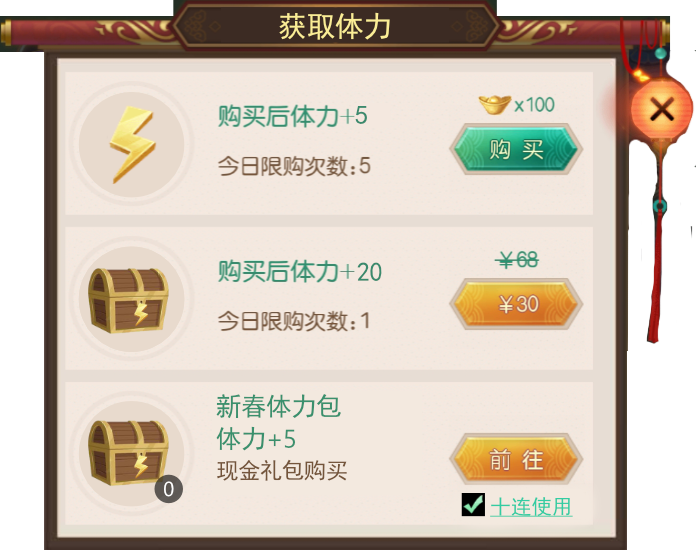 获取体力
购买后体力+5
x100
购买
今日限购次数:5
购买后体力+20
¥68
¥30
今日限购次数:1
新春体力包
体力+5
现金礼包购买
前往
0
十连使用